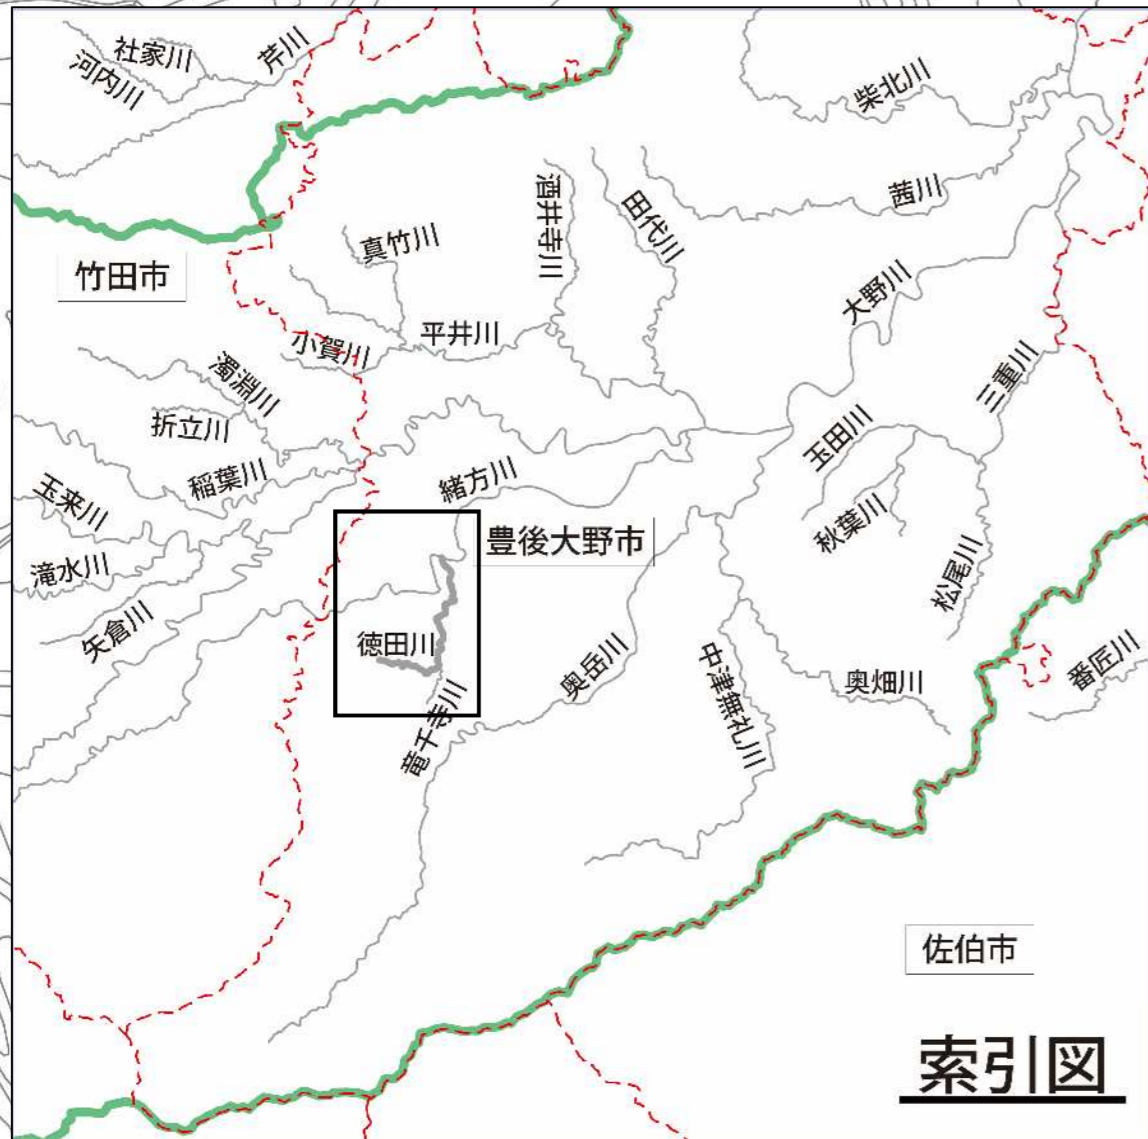 社家川
芹川
河内川
柴北川
茜川
酒井寺川
田代川
真竹川
竹田市
大野川
平井川
小賀川
濁淵川
三重川
折立川
玉田川
稲葉川
緒方川
玉来川
秋葉川
豊後大野市
滝水川
松尾川
矢倉川
徳田川
奥岳川
中津無礼川
奥畑川
番匠川
竜千寺川
佐伯市
索引図